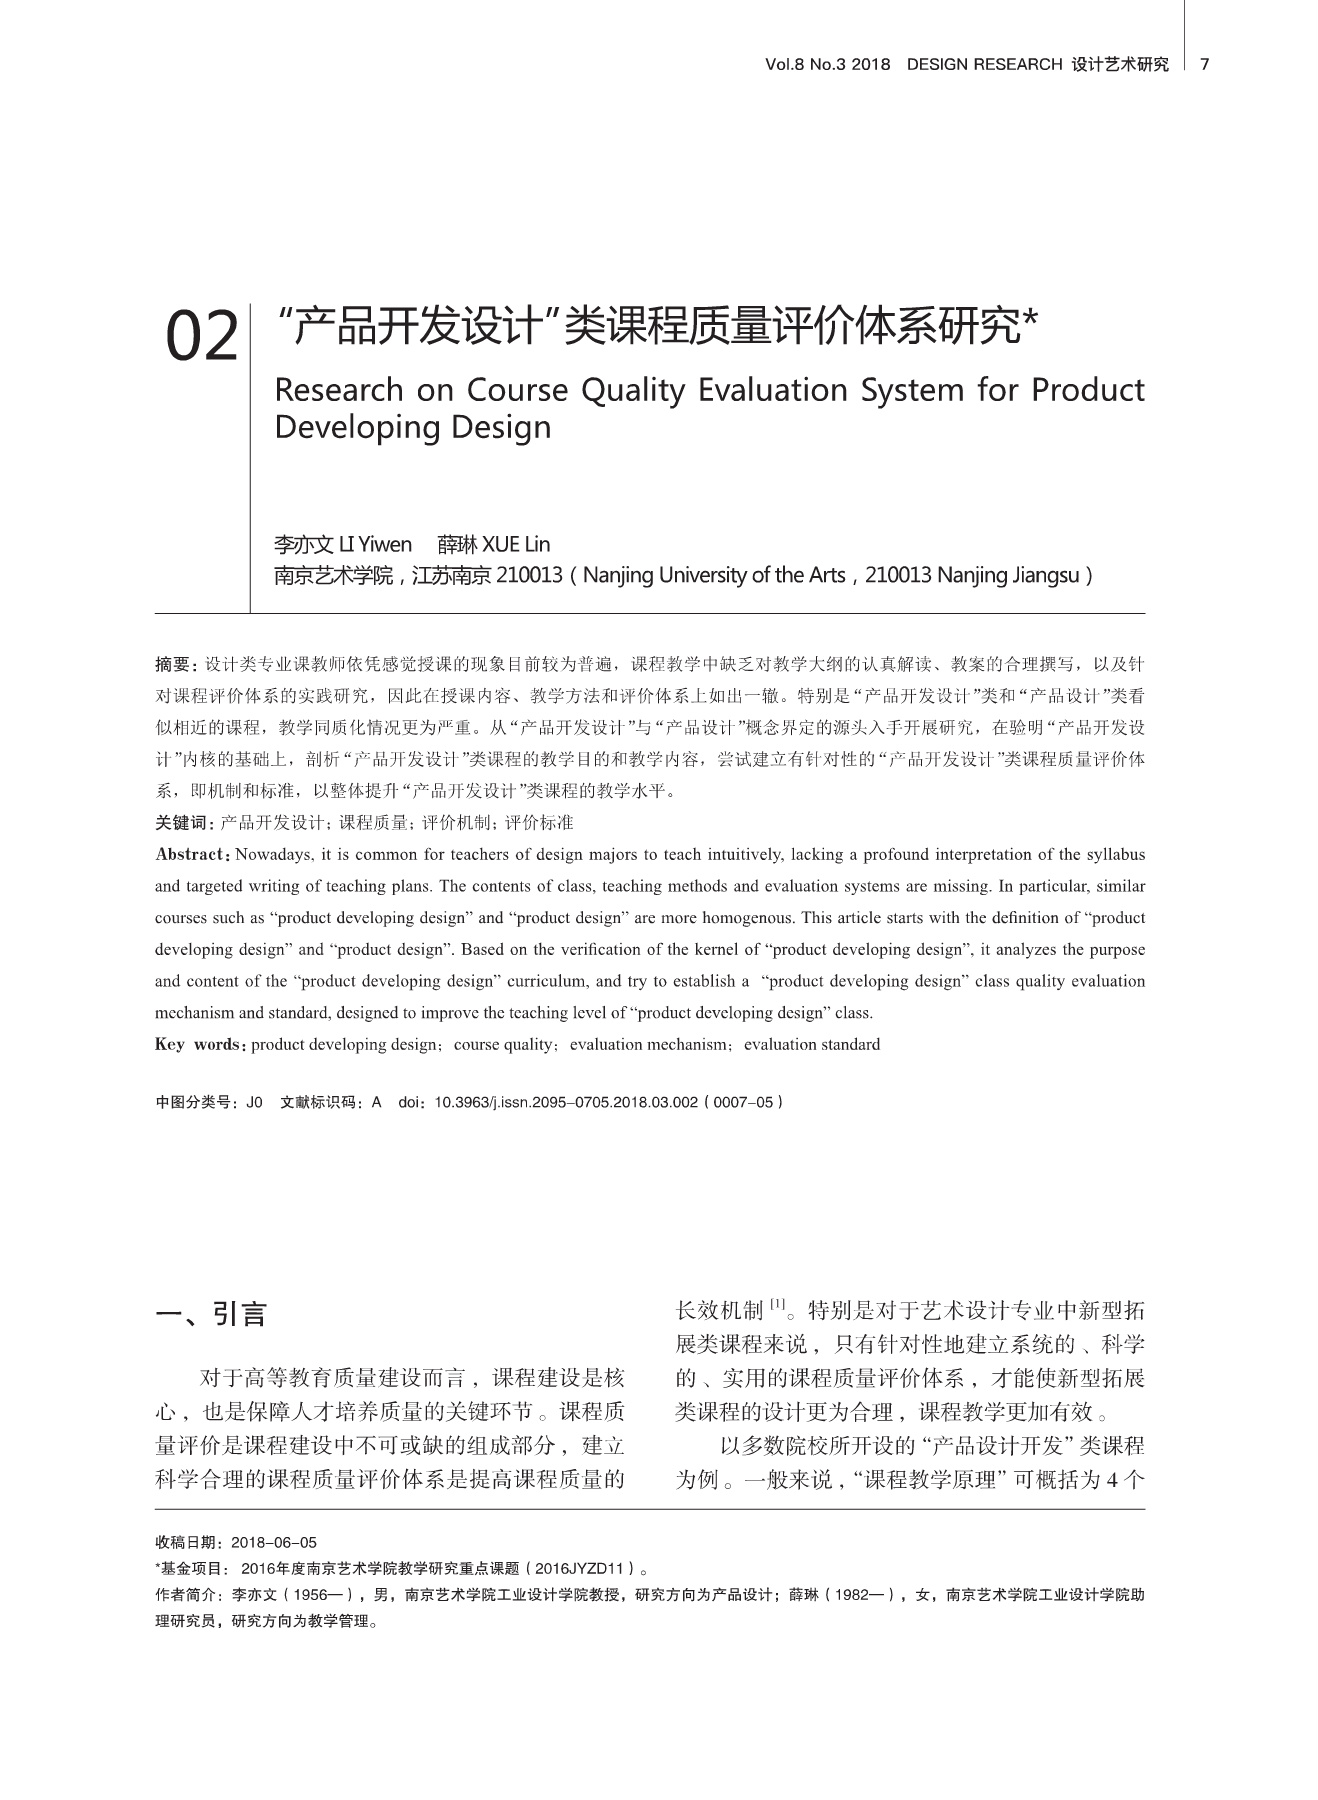 Vol.8 No.3 2018 DESIGN RESEARCH 设计艺术研究 7
02
“产品开发设计”类课程质量评价体系研究*
Research on Course Quality Evaluation System for Product
Developing Design
李亦文 LI Yiwen 薛琳 XUE Lin
南京艺术学院，江苏南京 210013（Nanjing University of the Arts，210013 Nanjing Jiangsu）
摘要：设计类专业课教师依凭感觉授课的现象目前较为普遍，课程教学中缺乏对教学大纲的认真解读、教案的合理撰写，以及针
对课程评价体系的实践研究，因此在授课内容、教学方法和评价体系上如出一辙。特别是“产品开发设计”类和“产品设计”类看
似相近的课程，教学同质化情况更为严重。从“产品开发设计”与“产品设计”概念界定的源头入手开展研究，在验明“产品开发设
计”内核的基础上，剖析“产品开发设计”类课程的教学目的和教学内容，尝试建立有针对性的“产品开发设计”类课程质量评价体
系，即机制和标准，以整体提升“产品开发设计”类课程的教学水平。
关键词：产品开发设计；课程质量；评价机制；评价标准
Abstract：Nowadays, it is common for teachers of design majors to teach intuitively, lacking a profound interpretation of the syllabus
and targeted writing of teaching plans. The contents of class, teaching methods and evaluation systems are missing. In particular, similar
courses such as “product developing design” and “product design” are more homogenous. This article starts with the definition of “product
developing design” and “product design”. Based on the verification of the kernel of “product developing design”, it analyzes the purpose
and content of the “product developing design” curriculum, and try to establish a “product developing design” class quality evaluation
mechanism and standard, designed to improve the teaching level of “product developing design” class.
Key words：product developing design；course quality；evaluation mechanism；evaluation standard
中图分类号：J0 文献标识码：A doi：10.3963/j.issn.2095–0705.2018.03.002（0007–05）
一、引言
对于高等教育质量建设而言，课程建设是核
心，也是保障人才培养质量的关键环节。课程质
量评价是课程建设中不可或缺的组成部分，建立
科学合理的课程质量评价体系是提高课程质量的
长效机制[1]。特别是对于艺术设计专业中新型拓
展类课程来说，只有针对性地建立系统的、科学
的、实用的课程质量评价体系，才能使新型拓展
类课程的设计更为合理，课程教学更加有效。
以多数院校所开设的“产品设计开发”类课程
为例。一般来说，“课程教学原理”可概括为 4 个
收稿日期：2018–06–05
*基金项目： 2016年度南京艺术学院教学研究重点课题（2016JYZD11）。
作者简介：李亦文（1956—），男，南京艺术学院工业设计学院教授，研究方向为产品设计；薛琳（1982—），女，南京艺术学院工业设计学院助
理研究员，研究方向为教学管理。